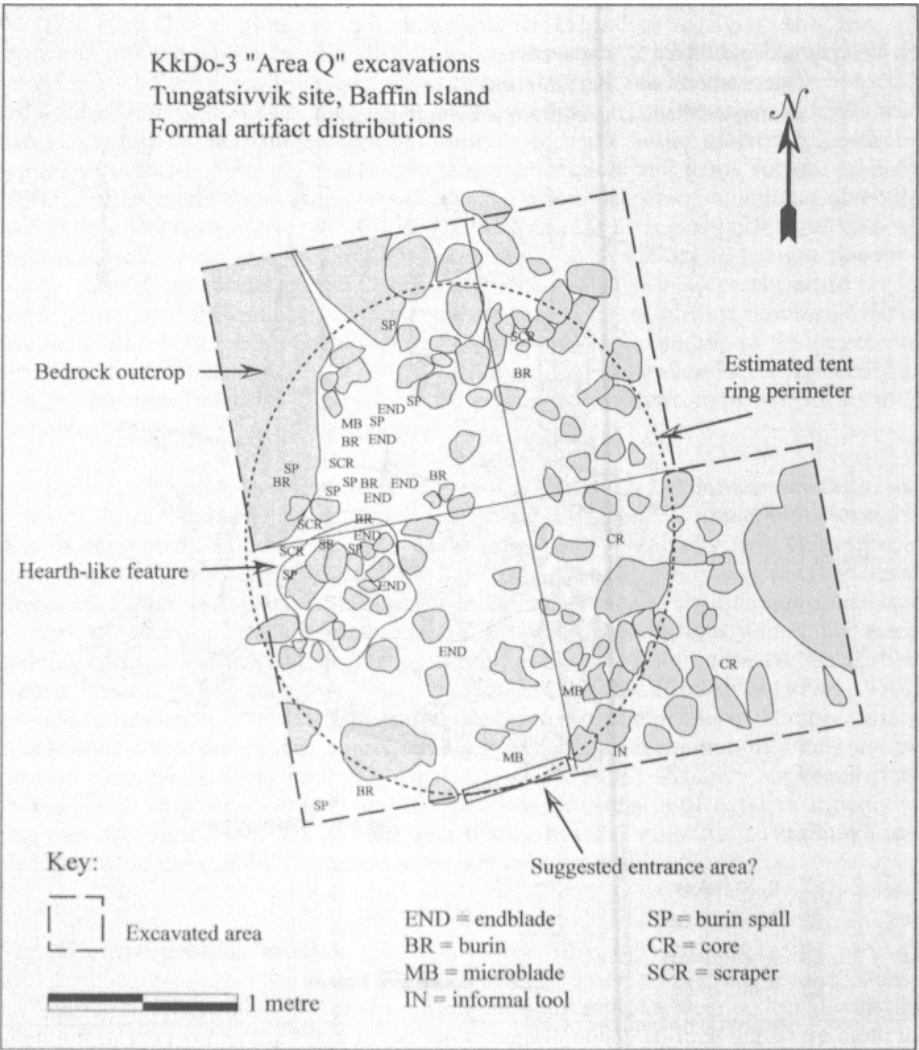 KkDo-3 "Area Q" excavations
Tungatsivvik site, Baffin Island
Formal artifact distributions
N
SP
SCR
BR
Bedrock outcrop
Estimated tent
ring perimeter
SP
END
MB SP
BR END
SCR
SP
BR
SP BR END BR
SP END
SCR BR
END
SCR SP SP
CR
Hearth-like feature
SP
END
END
CR
MB
IN
MB
BR
SP
Suggested entrance area?
Key:
Excavated area
1 metre
END = endblade
BR = burin
MB = microblade
IN = informal tool
SP = burin spall
CR = core
SCR = scraper